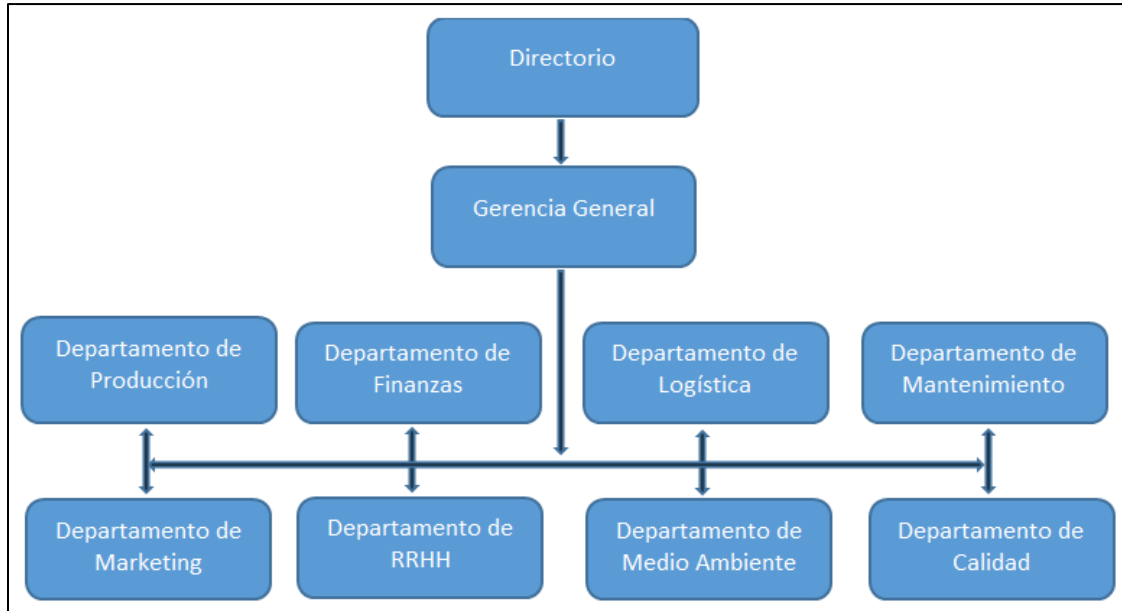 Directorio
Gerencia General
Departamento de
Producción
Departamento de
Finanzas
Departamento de
Logística
Departamento de
Mantenimiento
Departamento de
Marketing
Departamento de
RRHH
Departamento de
Medio Ambiente
Departamento de
Calidad